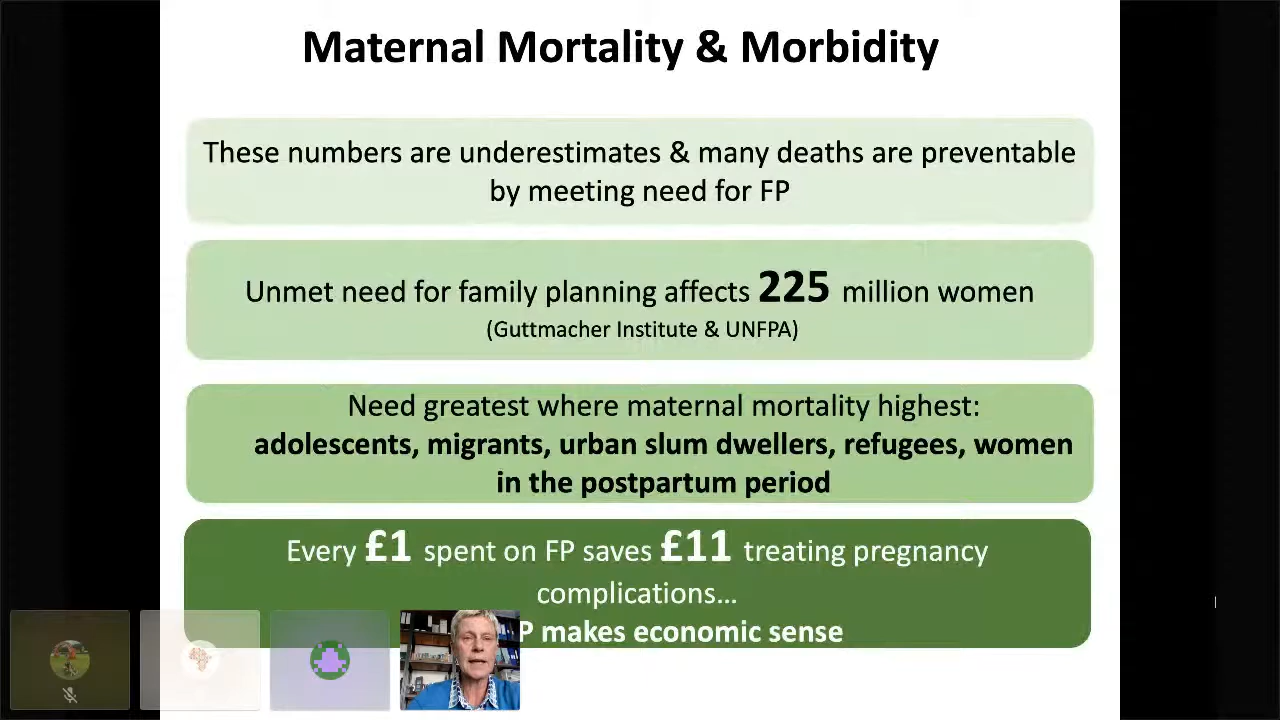 Maternal Mortality & Morbidity
These numbers are underestimates & many deaths are preventable
by meeting need for FP
Unmet need for family planning affects 225 million women
(Guttmacher Institute & UNFPA)
Need greatest where maternal mortality highest:
adolescents, migrants, urban slum dwellers, refugees, women
in the postpartum period
Every £1 spent on FP saves £11 treating pregnancy
complications…
P makes economic sense